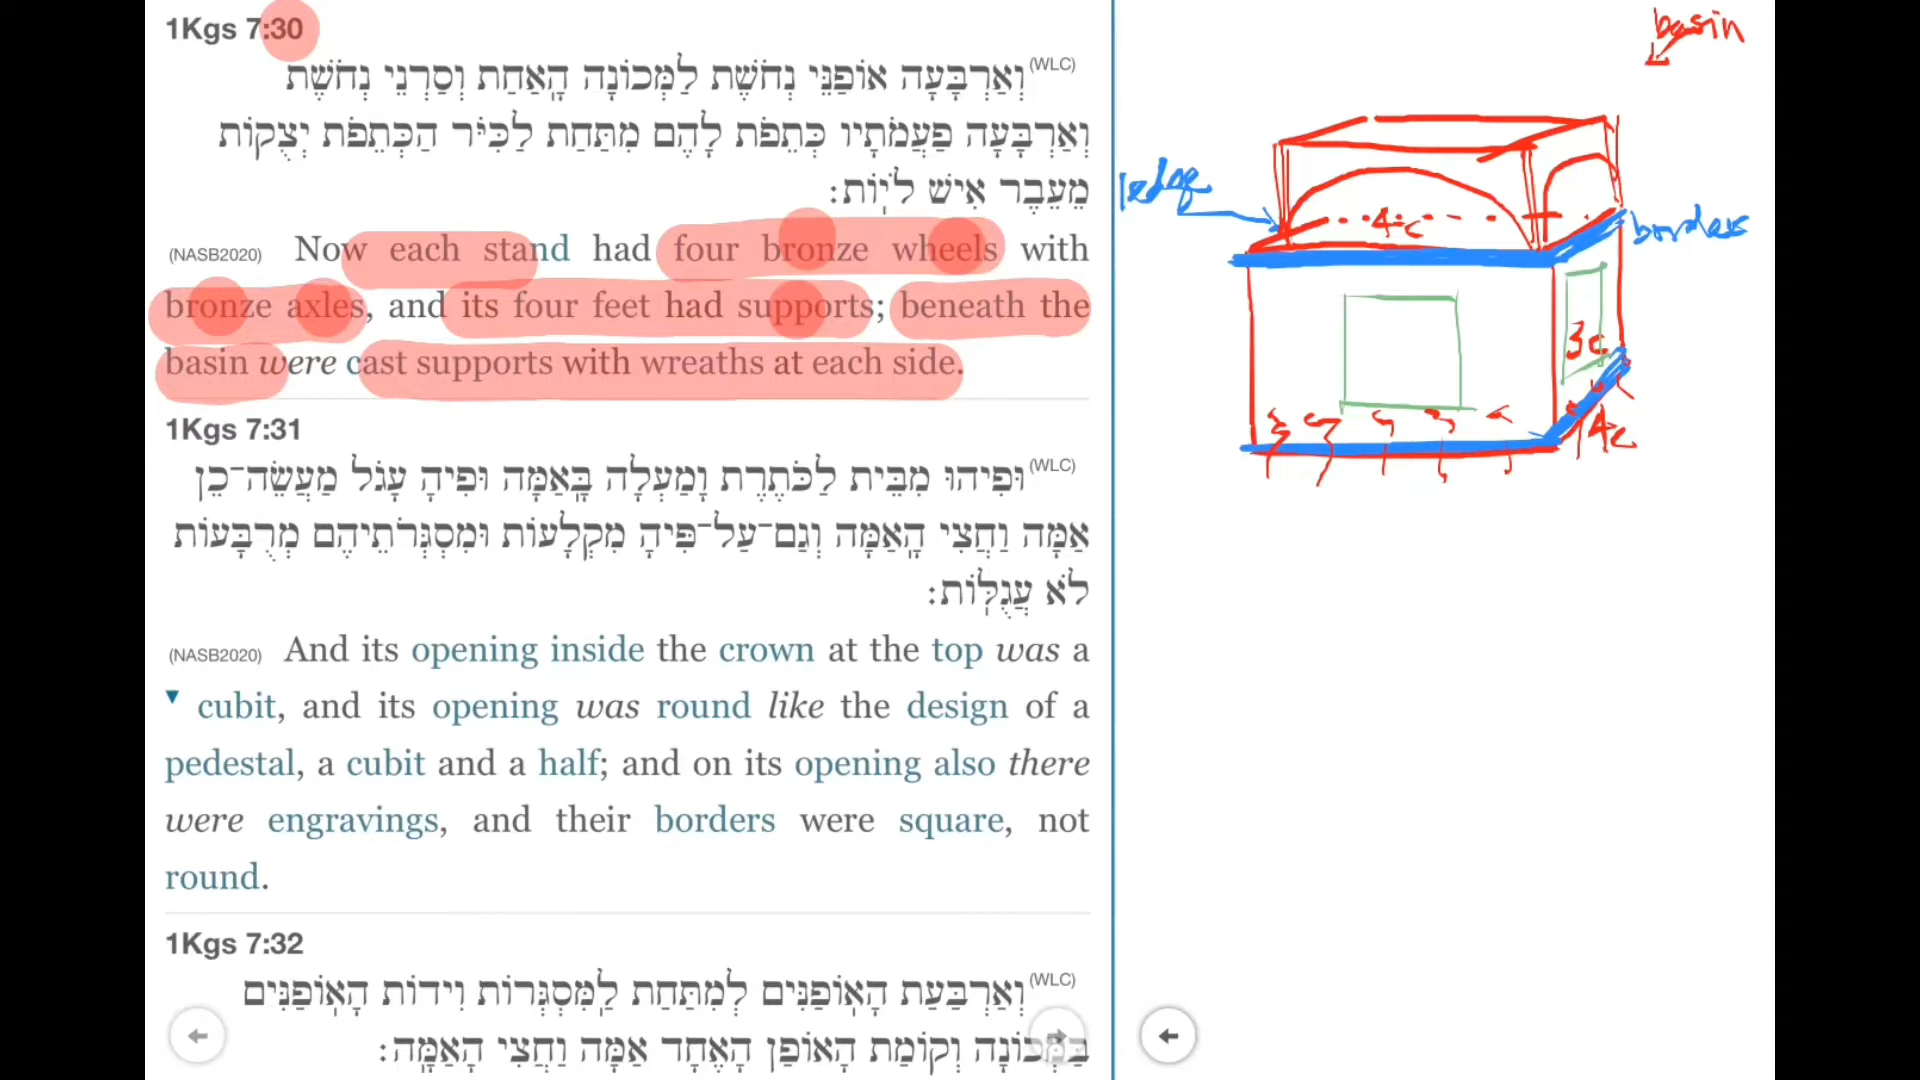 1Kgs 7:30
(WLC) וְאַרְבָּעָה אוֹפַנֵּי נְחֹשֶׁת לַמְּכוֹנָה הָאַחַת וְסַרְנֵי נְחֹשֶׁת
וְאַרְבָּעָה פַעֲמֹתָיו כְּתֵפֹת לָהֶם מִתַּחַת לַכִּיֹּר הַכְּתֵפֹת יְצֻקוֹת
מֵעֵבֶר אִישׁ לֹיֽוֹת׃
(NASB2020) Now each stand had four bronze wheels with
bronze axles, and its four feet had supports; beneath the
basin were cast supports with wreaths at each side.
1Kgs 7:31
(WLC) וּפִיהוּ מִבֵּית לַכֹּתֶרֶת וָמַעְלָה בָּאַמָּה וּפִיהָ עָגֹל מַעֲשֵׂה־כֵן
אַמָּה וַחֲצִי הָאַמָּה וְגַם־עַל־פִּיהָ מִקְלָעוֹת וּמִסְגְּרֹתֵיהֶם מְרֻבָּעוֹת
לֹא עֲגֻלּֽוֹת׃
(NASB2020) And its opening inside the crown at the top was a
cubit, and its opening was round like the design of a
pedestal, a cubit and a half; and on its opening also there
were engravings, and their borders were square, not
round.
1Kgs 7:32
(WLC) וְאַרְבַּעַת הָאוֹפַנִּים לְמִתַּחַת לַמִּסְגְּרוֹת וִידוֹת הָאוֹפַנִּים
בַּמְּכוֹנָה וְקוֹמַת הָאוֹפַן הָאֶחָד אַמָּה וַחֲצִי הָאַמָּֽה׃
basin
ledge
4c
borders
3c
4c